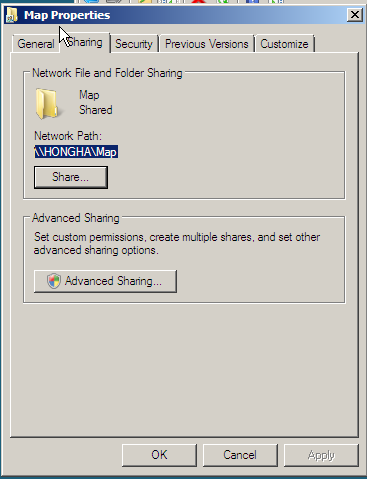 Map Properties
General
Sharing
Security
Previous Versions
Customize
Network File and Folder Sharing
Map
Shared
Network Path:
\\HONGHA\Map
Share...
Advanced Sharing
Set custom permissions, create multiple shares, and set other
advanced sharing options.
Advanced Sharing...
OK
Cancel
Apply